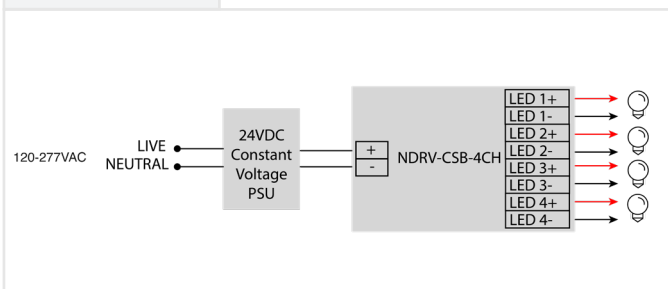 120-277VAC
LIVE
NEUTRAL
24VDC
Constant
Voltage
PSU
+
-
NDRV-CSB-4CH
LED 1+
LED 1-
LED 2+
LED 2-
LED 3+
LED 3-
LED 4+
LED 4-